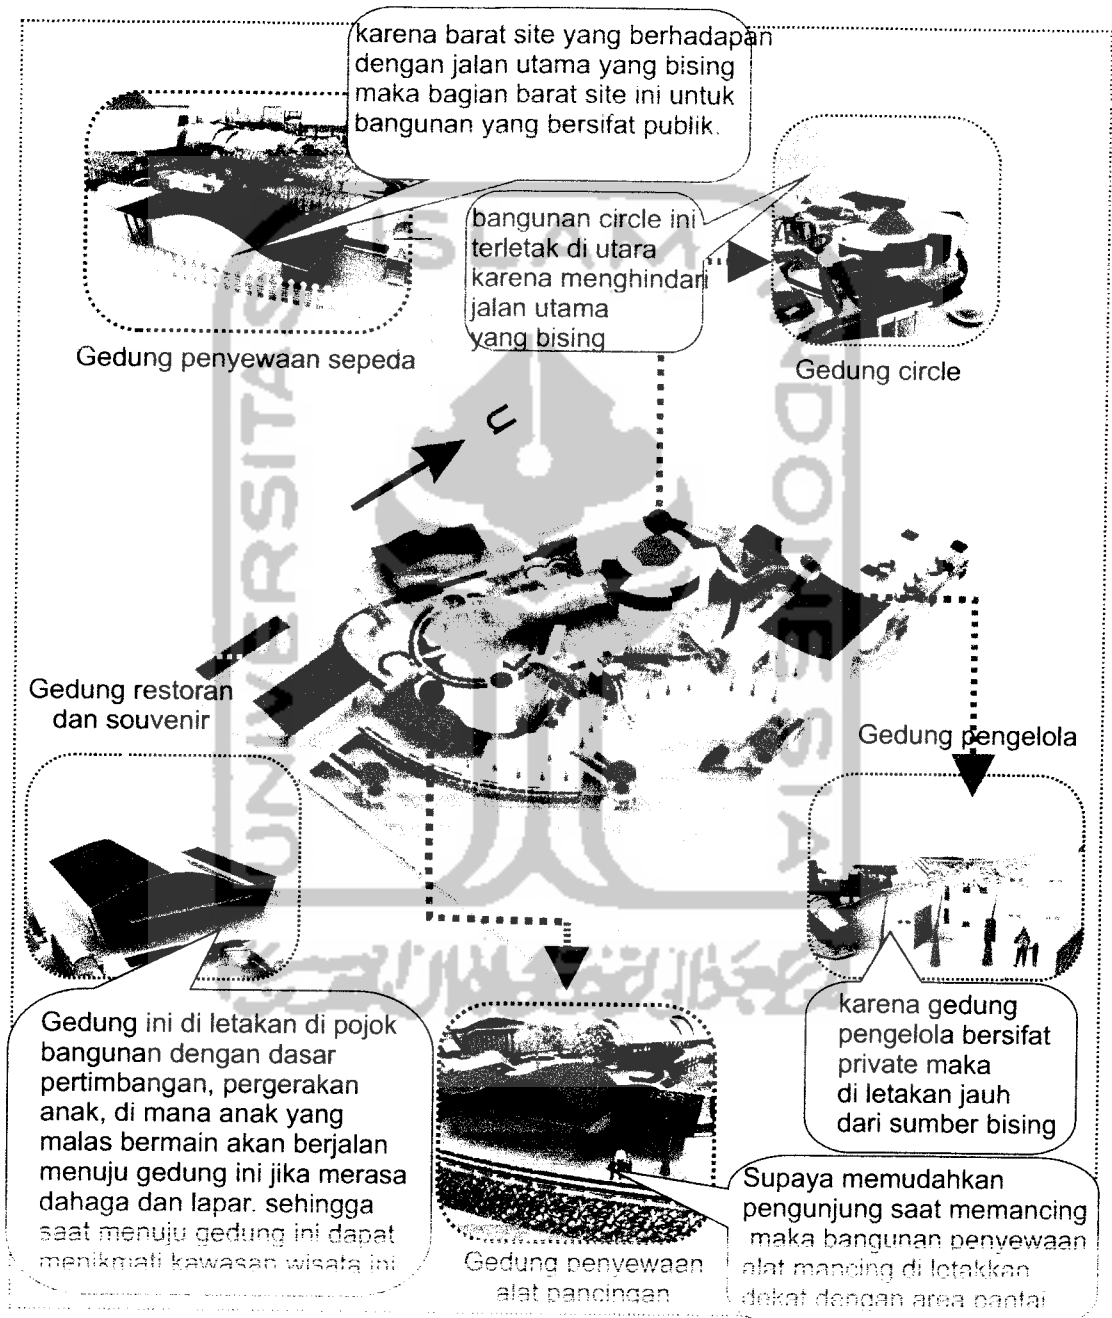 karena barat site yang berhadapan
dengan jalan utama yang bising
maka bagian barat site ini untuk
bangunan yang bersifat publik.
bangunan circle ini
terletak di utara
karena menghindari
jalan utama
yang bising
Gedung penyewaan sepeda
Gedung circle
U
Gedung restoran
dan souvenir
Gedung pengelola
karena gedung
pengelola bersifat
private maka
di letakan jauh
dari sumber bising
Gedung ini di letakan di pojok
bangunan dengan dasar
pertimbangan, pergerakan
anak, di mana anak yang
malas bermain akan berjalan
menuju gedung ini jika merasa
dahaga dan lapar. sehingga
saat menuju gedung ini dapat
menikmati kawasan wisata ini
Gedung penyewaan
alat pancingan
Supaya memudahkan
pengunjung saat memancing
maka bangunan penyewaan
alat mancing di letakkan
dekat dengan area pantai
UNIVERSITAS
ISLAM
INDONESIA